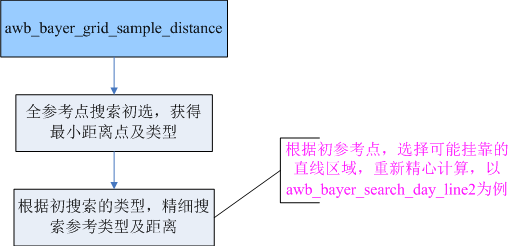 awb_bayer_grid_sample_distance
全参考点搜索初选，获得
最小距离点及类型
根据初参考点，选择可能挂靠的
直线区域，重新精心计算，以
awb_bayer_search_day_line2为例
根据初搜索的类型，精细搜
索参考类型及距离